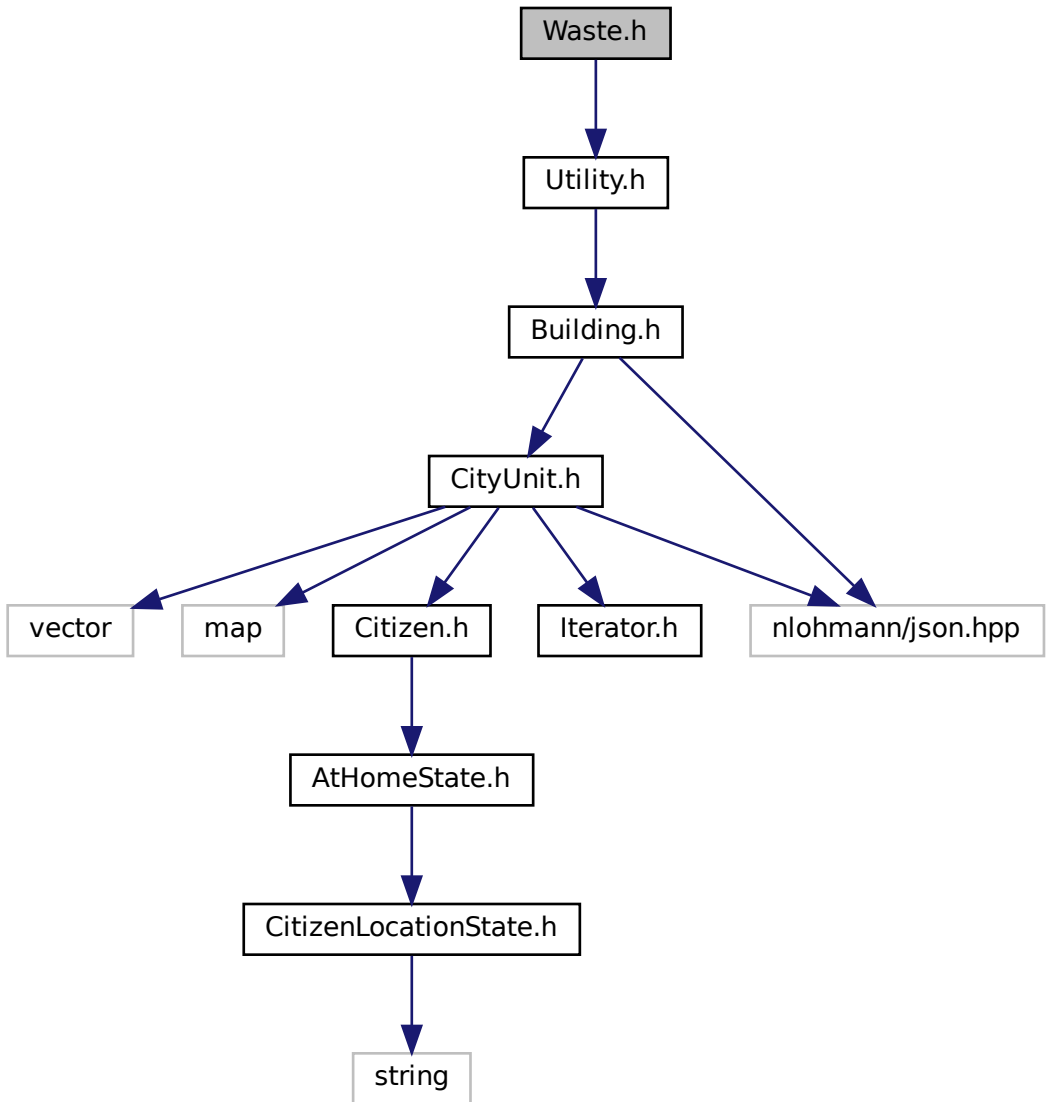 Waste.h
Utility.h
Building.h
CityUnit.h
vector
map
Citizen.h
Iterator.h
nlohmann/json.hpp
AtHomeState.h
CitizenLocationState.h
string